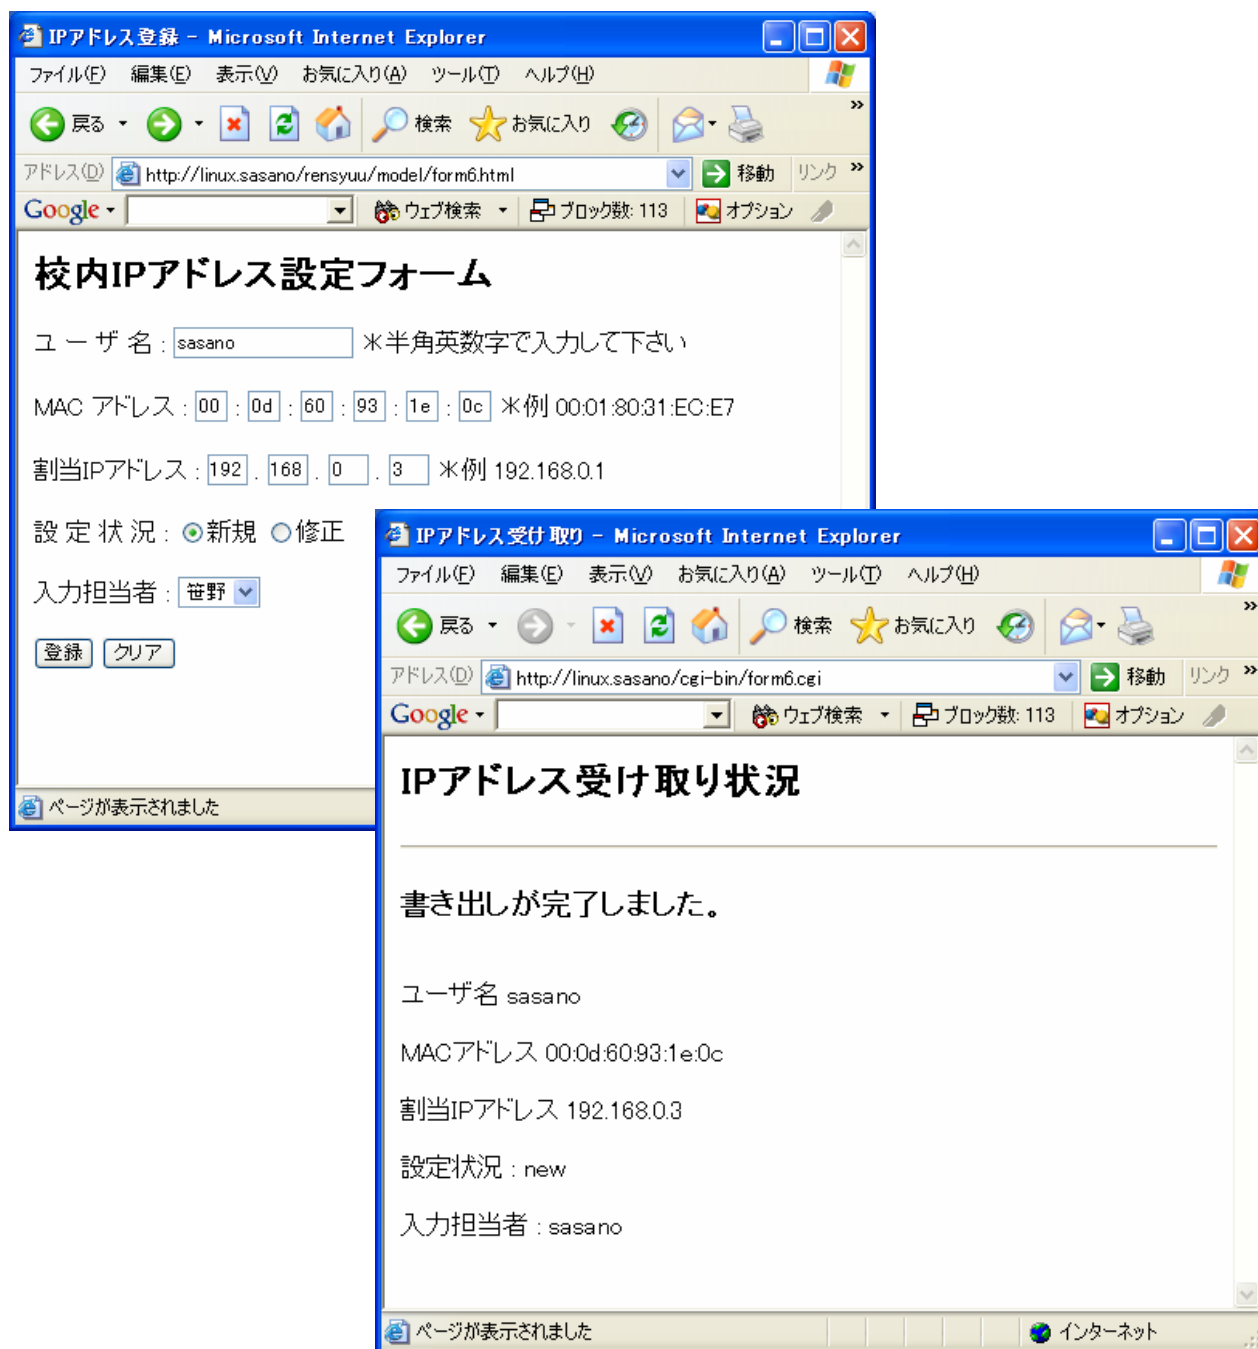 IPアドレス登録 - Microsoft Internet Explorer
ファイル(F) 編集(E) 表示(V) お気に入り(A) ツール(T) ヘルプ(H)
戻る 検索 お気に入り »
アドレス(D) http://linux.sasano/rensyuu/model/form6.html 移動 リンク »
Google ウェブ検索 ブロック数: 113 オプション
校内IPアドレス設定フォーム
ユ ー ザ 名 : sasano ※半角英数字で入力して下さい
MAC アドレス : 00 : 0d : 60 : 93 : 1e : 0c ※例 00:01:80:31:EC:E7
割当IPアドレス : 192 . 168 . 0 . 3 ※例 192.168.0.1
設 定 状 況 : 新規 修正
入力担当者 : 笹野
登録 クリア
ページが表示されました
IPアドレス受け取り - Microsoft Internet Explorer
ファイル(F) 編集(E) 表示(V) お気に入り(A) ツール(T) ヘルプ(H)
戻る 検索 お気に入り »
アドレス(D) http://linux.sasano/cgi-bin/form6.cgi 移動 リンク »
Google ウェブ検索 ブロック数: 113 オプション
IPアドレス受け取り状況
書き出しが完了しました。
ユーザ名 sasano
MACアドレス 00:0d:60:93:1e:0c
割当IPアドレス 192.168.0.3
設定状況 : new
入力担当者 : sasano
ページが表示されました インターネット